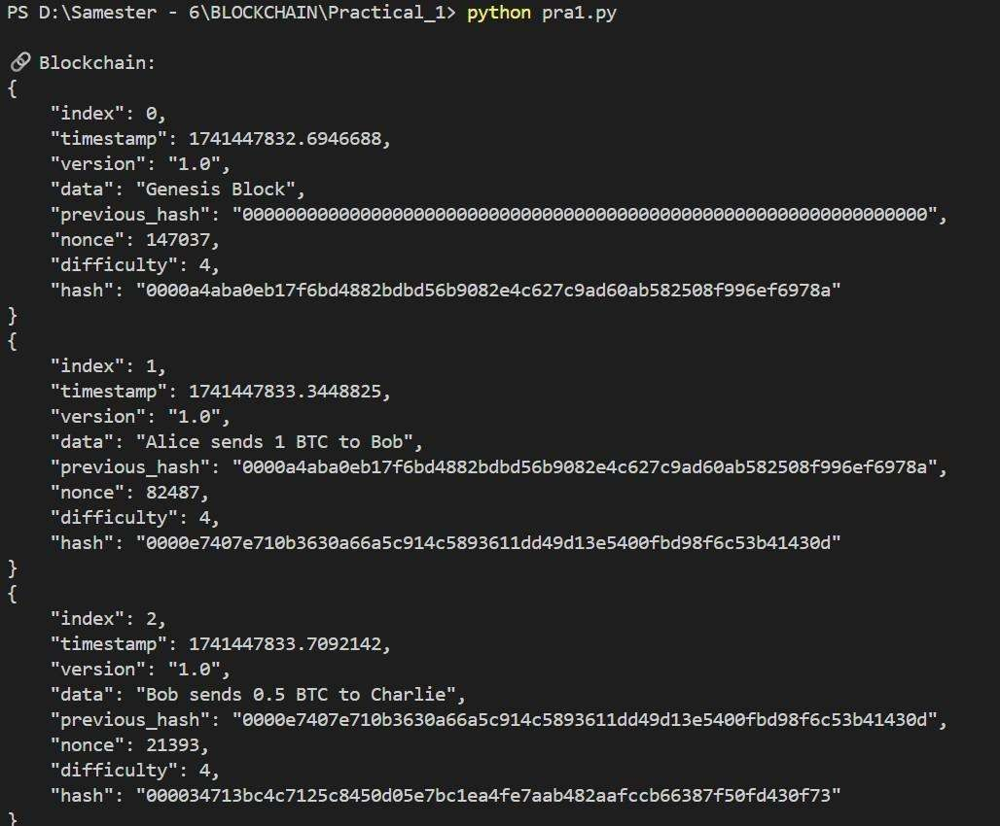 PS D:\Samester - 6\BLOCKCHAIN\Practical_1> python pra1.py
🔗 Blockchain:
{
    "index": 0,
    "timestamp": 1741447832.6946688,
    "version": "1.0",
    "data": "Genesis Block",
    "previous_hash": "0000000000000000000000000000000000000000000000000000000000000000",
    "nonce": 147037,
    "difficulty": 4,
    "hash": "0000a4aba0eb17f6bd4882bdbd56b9082e4c627c9ad60ab582508f996ef6978a"
}
{
    "index": 1,
    "timestamp": 1741447833.3448825,
    "version": "1.0",
    "data": "Alice sends 1 BTC to Bob",
    "previous_hash": "0000a4aba0eb17f6bd4882bdbd56b9082e4c627c9ad60ab582508f996ef6978a",
    "nonce": 82487,
    "difficulty": 4,
    "hash": "0000e7407e710b3630a66a5c914c5893611dd49d13e5400fbd98f6c53b41430d"
}
{
    "index": 2,
    "timestamp": 1741447833.7092142,
    "version": "1.0",
    "data": "Bob sends 0.5 BTC to Charlie",
    "previous_hash": "0000e7407e710b3630a66a5c914c5893611dd49d13e5400fbd98f6c53b41430d",
    "nonce": 21393,
    "difficulty": 4,
    "hash": "000034713bc4c7125c8450d05e7bc1ea4fe7aab482aafccb66387f50fd430f73"
}